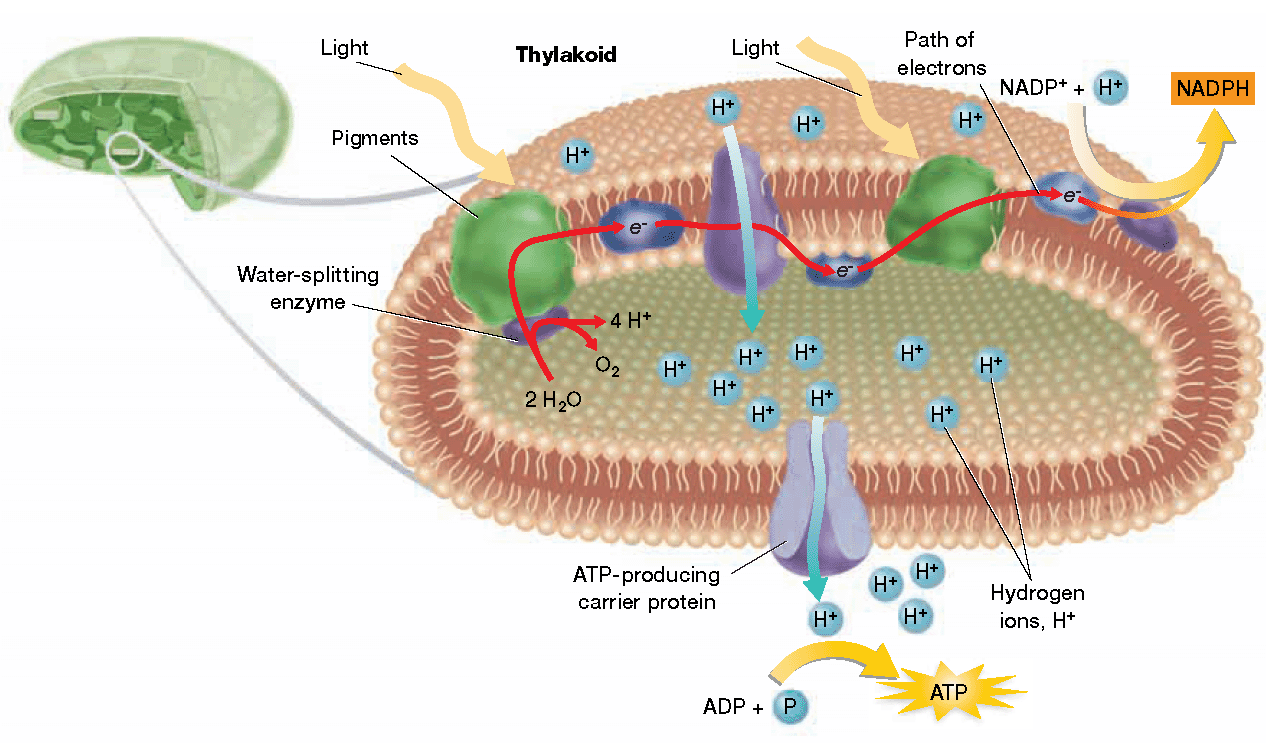 Light
Thylakoid
Light
Path of
electrons
NADP⁺ + H⁺
NADPH
Pigments
H⁺
H⁺
H⁺
H⁺
e⁻
e⁻
e⁻
Water-splitting
enzyme
4 H⁺
O₂
2 H₂O
H⁺
H⁺
H⁺
H⁺
H⁺
H⁺
H⁺
H⁺
H⁺
ATP-producing
carrier protein
H⁺
H⁺
H⁺
H⁺
Hydrogen
ions, H⁺
ADP + P
ATP